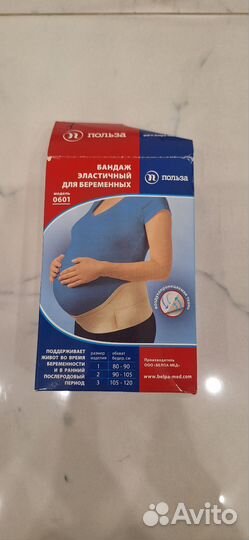 ПОЛЬЗА
БАНДАЖ
ЭЛАСТИЧНЫЙ
ДЛЯ БЕРЕМЕННЫХ
МОДЕЛЬ
0601
ПОЛЬЗА
ПОДДЕРЖИВАЕТ
ЖИВОТ ВО ВРЕМЯ
БЕРЕМЕННОСТИ
И В РАННИЙ
ПОСЛЕРОДОВЫЙ
ПЕРИОД
размер изделия
обхват бедер, см
1 80 - 90
2 90 - 105
3 105 - 120
Производитель
ООО «БЕЛПА-МЕД»
www.belpa-med.com
Avito